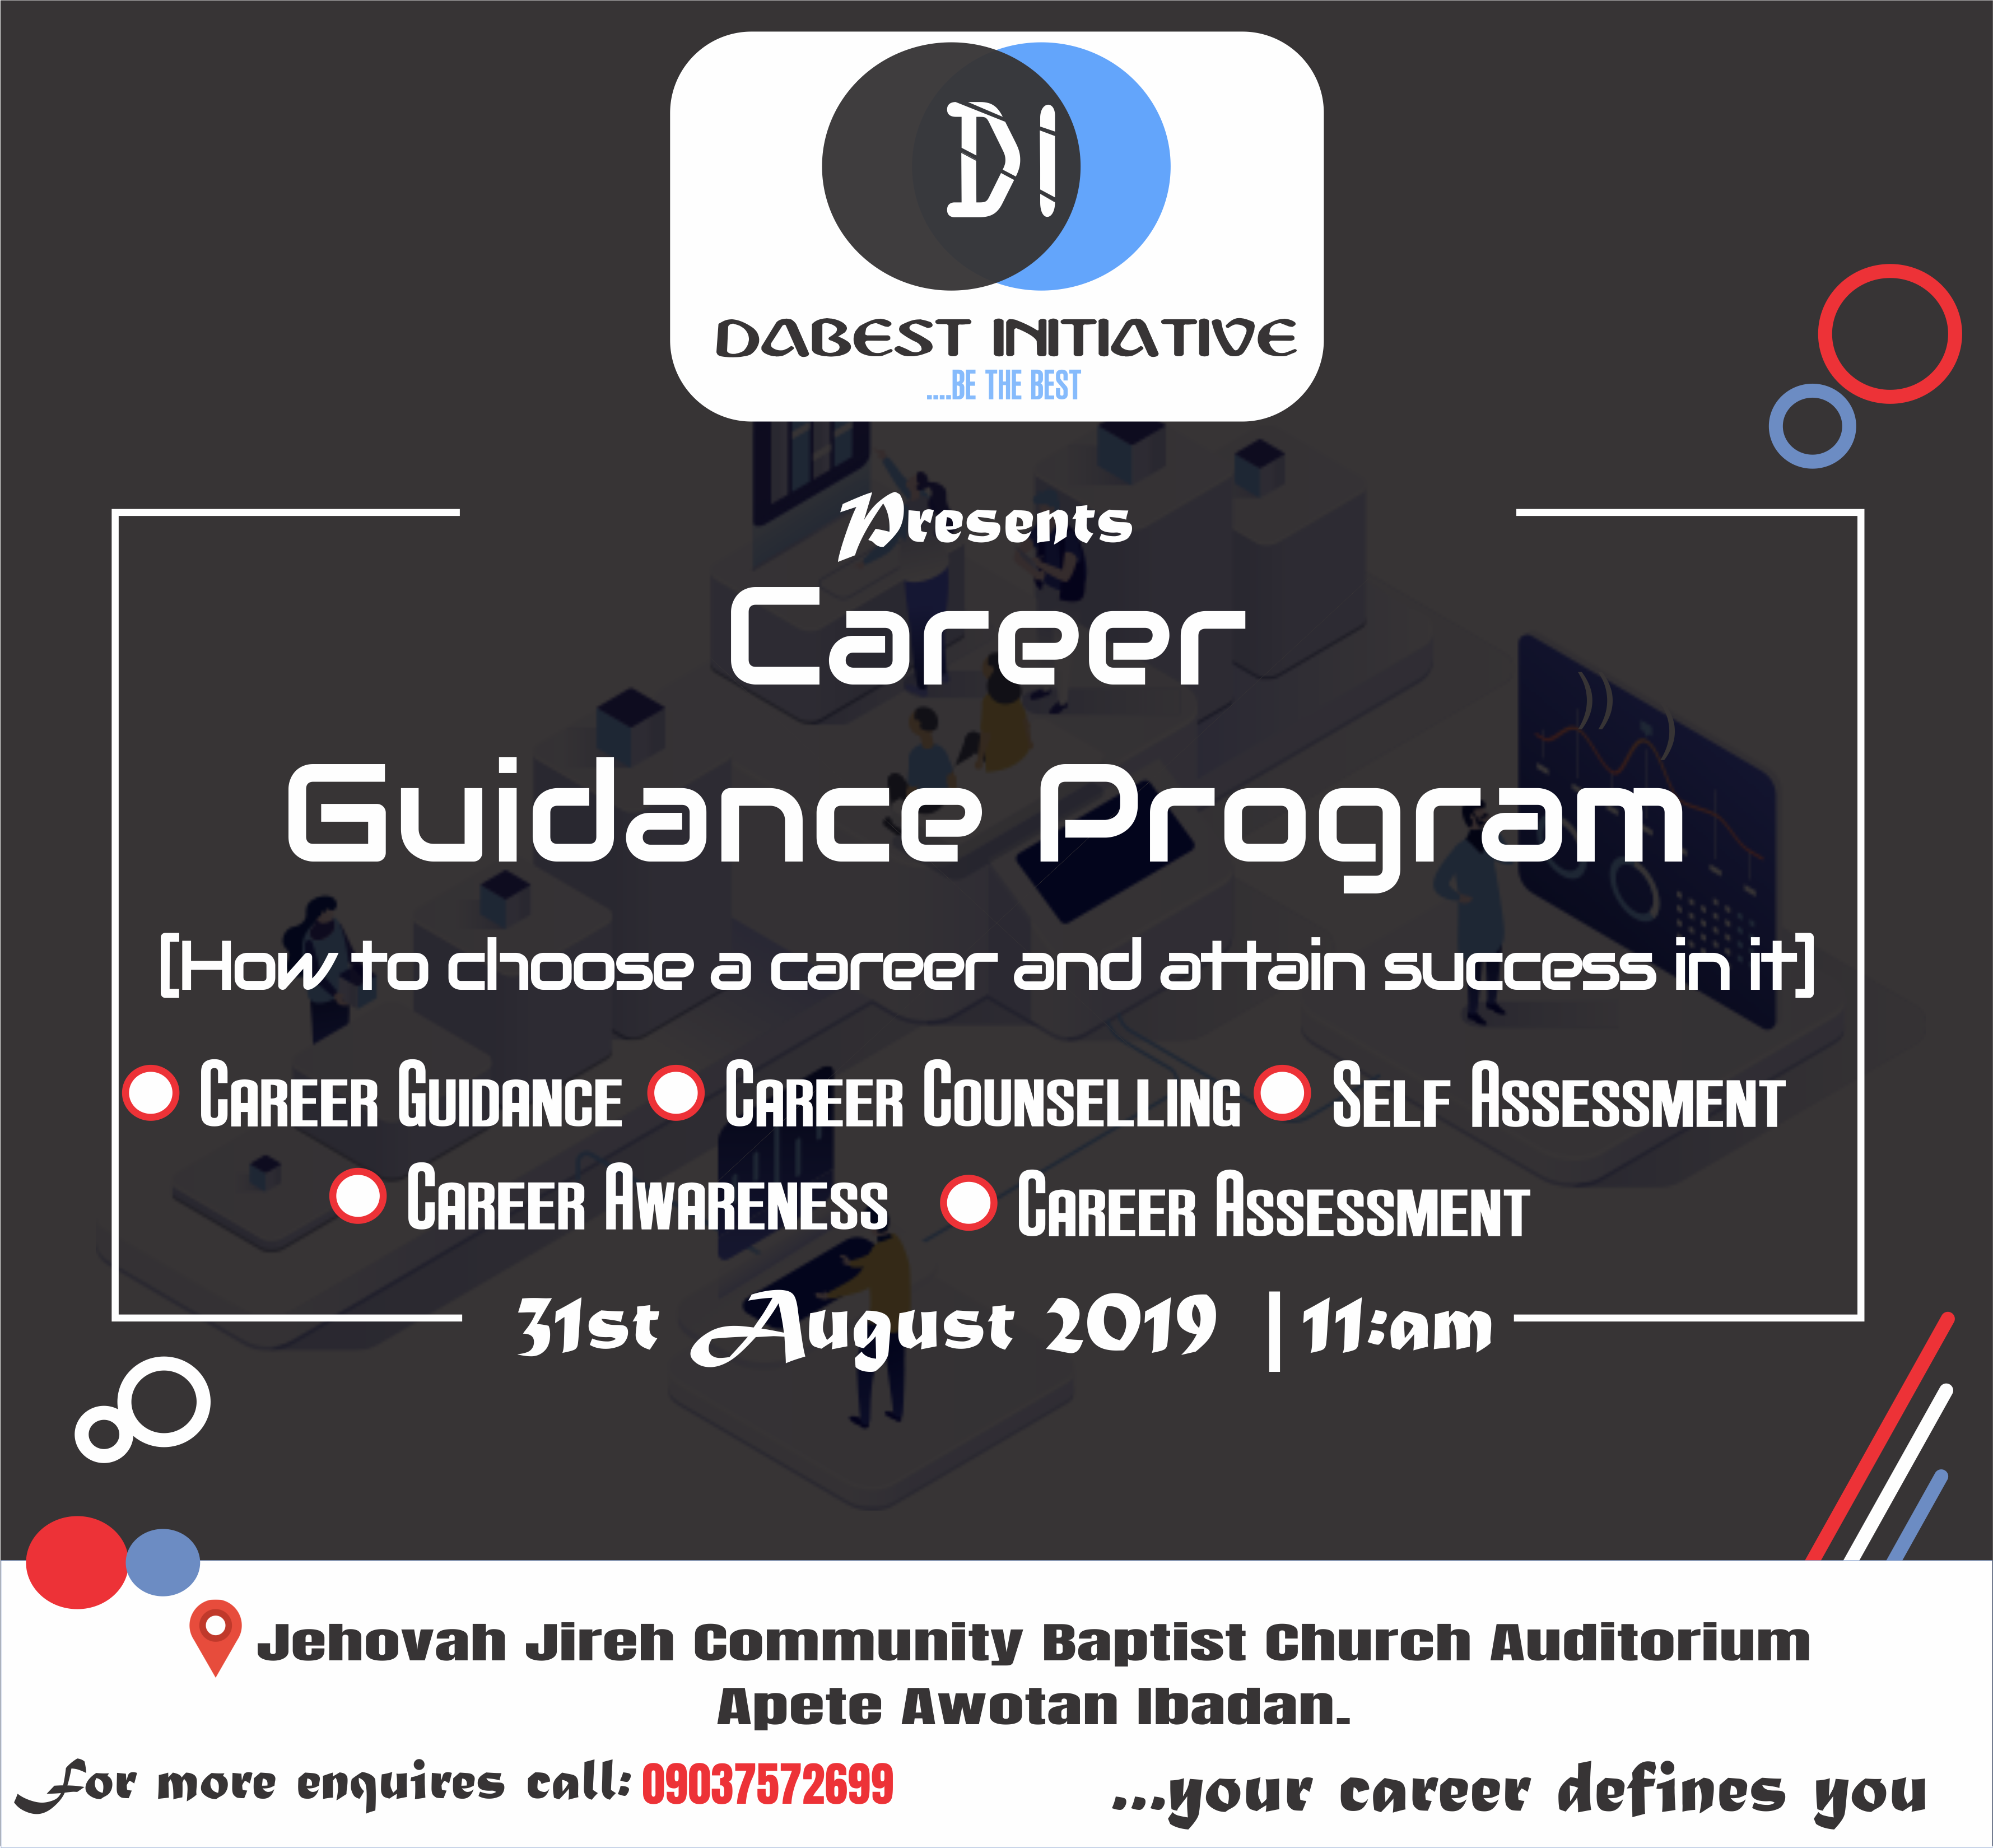 DI
DABEST INITIATIVE
....BE THE BEST
Presents
Career
Guidance Program
[How to choose a career and attain success in it]
Career Guidance Career Counselling Self Assessment
Career Awareness Career Assessment
31st August 2019 |11:am
Jehovah Jireh Community Baptist Church Auditorium
Apete Awotan Ibadan.
for more enquires call: 09037572699
...your career defines you